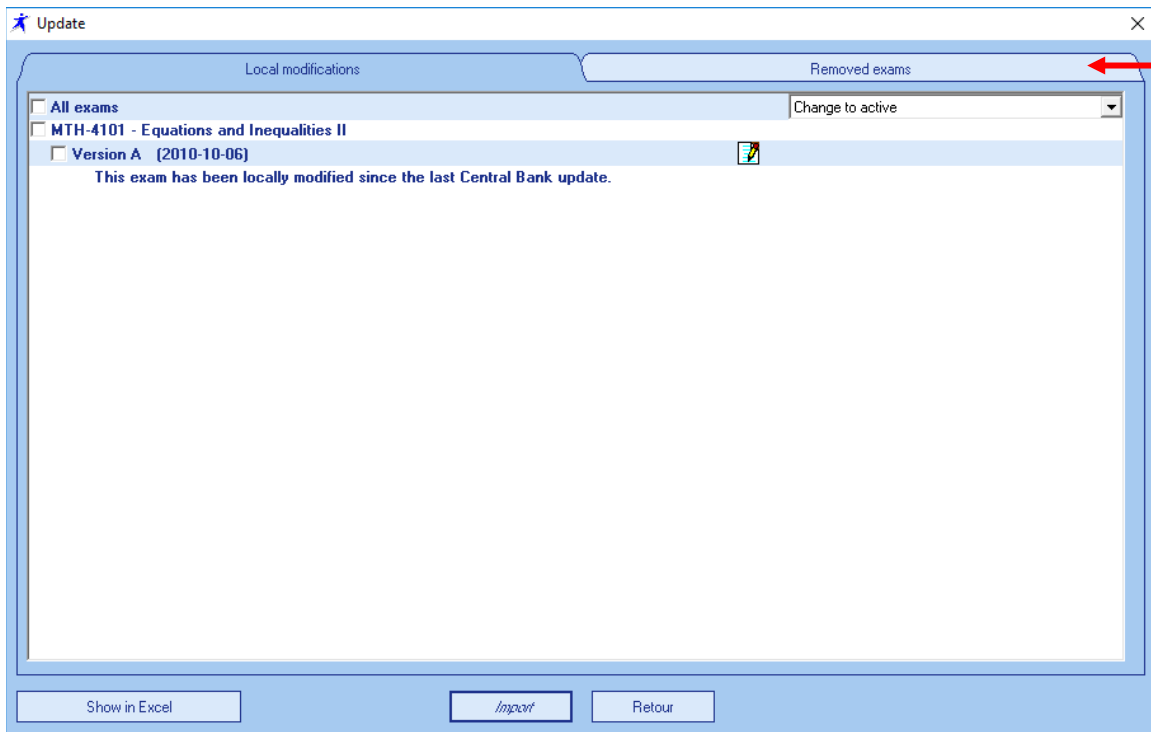 Update
Local modifications
Removed exams
All exams
Change to active
MTH-4101 - Equations and Inequalities II
Version A (2010-10-06)
This exam has been locally modified since the last Central Bank update.
Show in Excel
Import
Retour